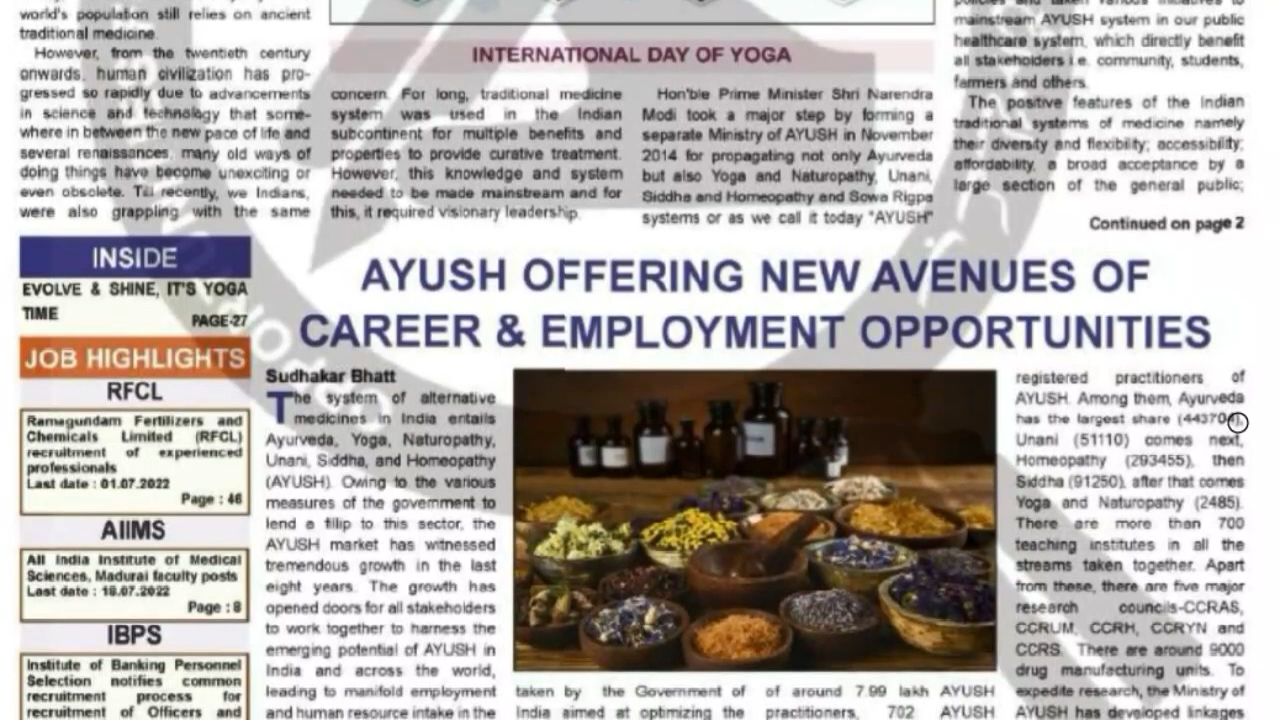 world's population still relies on ancient
traditional medicine.
However, from the twentieth century
onwards, human civilization has pro-
gressed so rapidly due to advancements
in science and technology that some-
where in between the new pace of life and
several renaissances, many old ways of
doing things have become unexciting or
even obsolete. Till recently, we Indians,
were also grappling with the same
INTERNATIONAL DAY OF YOGA
concern. For long, traditional medicine
system was used in the Indian
subcontinent for multiple benefits and
properties to provide curative treatment.
However, this knowledge and system
needed to be made mainstream and for
this, it required visionary leadership.
Hon'ble Prime Minister Shri Narendra
Modi took a major step by forming a
separate Ministry of AYUSH in November
2014 for propagating not only Ayurveda
but also Yoga and Naturopathy, Unani,
Siddha and Homeopathy and Sowa Rigpa
systems or as we call it today "AYUSH"
mainstream AYUSH system in our public
healthcare system, which directly benefit
all stakeholders i.e. community, students,
farmers and others.
The positive features of the Indian
traditional systems of medicine namely
their diversity and flexibility; accessibility;
affordability, a broad acceptance by a
large section of the general public;
Continued on page 2
INSIDE
EVOLVE & SHINE, IT'S YOGA
TIME
PAGE-27
JOB HIGHLIGHTS
RFCL
Ramagundam Fertilizers and
Chemicals Limited (RFCL)
recruitment of experienced
professionals
Last date : 01.07.2022
Page : 46
AIIMS
All India Institute of Medical
Sciences, Madurai faculty posts
Last date : 18.07.2022
Page : 8
IBPS
Institute of Banking Personnel
Selection notifies common
recruitment process for
recruitment of Officers and
AYUSH OFFERING NEW AVENUES OF
CAREER & EMPLOYMENT OPPORTUNITIES
Sudhakar Bhatt
The system of alternative
medicines in India entails
Ayurveda, Yoga, Naturopathy,
Unani, Siddha, and Homeopathy
(AYUSH). Owing to the various
measures of the government to
lend a fillip to this sector, the
AYUSH market has witnessed
tremendous growth in the last
eight years. The growth has
opened doors for all stakeholders
to work together to harness the
emerging potential of AYUSH in
India and across the world,
leading to manifold employment
and human resource intake in the
taken by the Government of
India aimed at optimizing the
of around 7.99 lakh AYUSH
practitioners, 702 AYUSH
registered practitioners of
AYUSH. Among them, Ayurveda
has the largest share (443704),
Unani (51110) comes next,
Homeopathy (293455), then
Siddha (91250), after that comes
Yoga and Naturopathy (2485).
There are more than 700
teaching institutes in all the
streams taken together. Apart
from these, there are five major
research councils-CCRAS,
CCRUM, CCRH, CCRYN and
CCRS. There are around 9000
drug manufacturing units. To
expedite research, the Ministry of
AYUSH has developed linkages